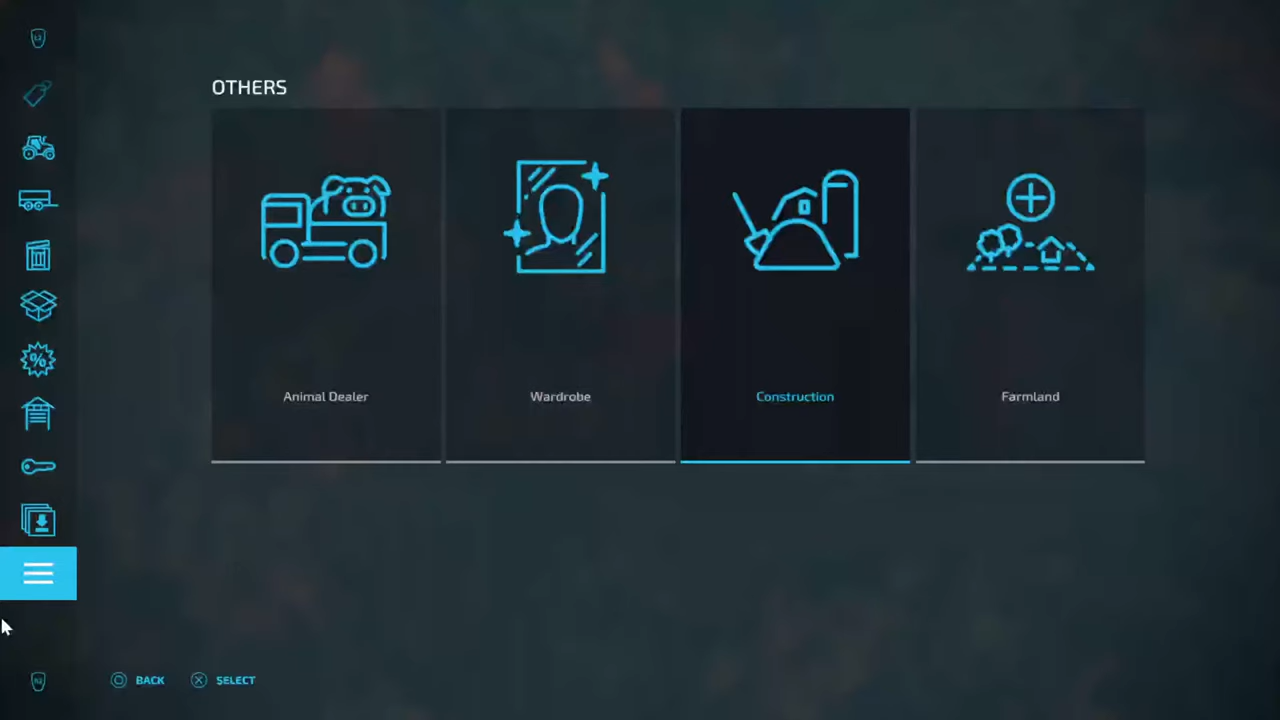 OTHERS
Animal Dealer
Wardrobe
Construction
Farmland
BACK
SELECT